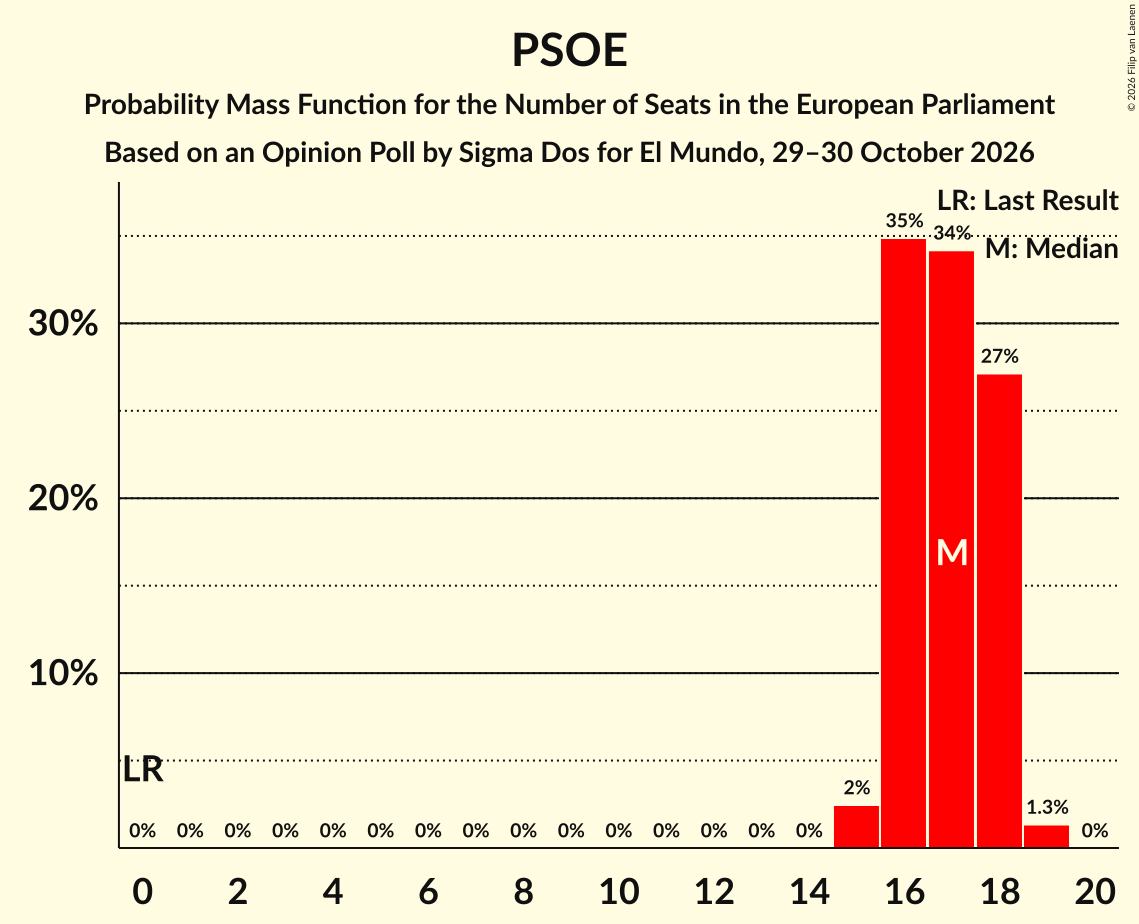 PSOE
Probability Mass Function for the Number of Seats in the European Parliament
Based on an Opinion Poll by Sigma Dos for El Mundo, 29–30 October 2026
© 2026 Filip van Laenen
LR: Last Result
M: Median
35%
34%
30%
27%
20%
M
10%
LR
2%
1.3%
0% 0% 0% 0% 0% 0% 0% 0% 0% 0% 0% 0% 0% 0% 0% 0%
0 2 4 6 8 10 12 14 16 18 20